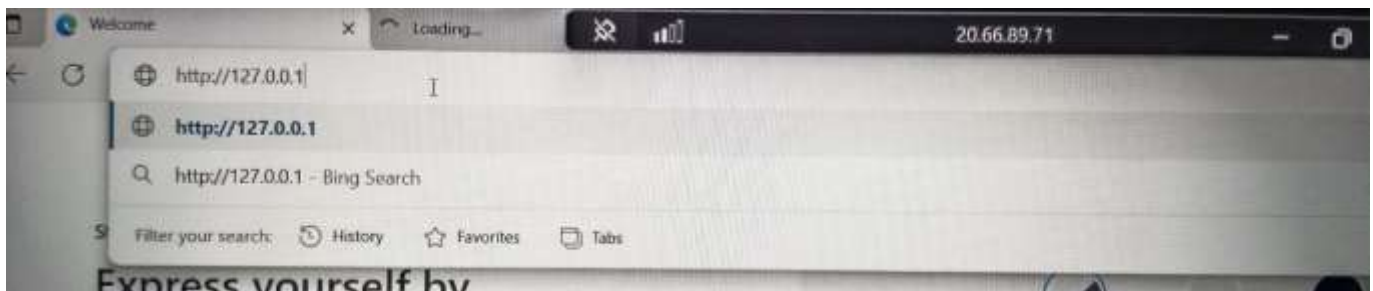 Welcome
Loading...
20.66.89.71
http://127.0.0.1
http://127.0.0.1
http://127.0.0.1 - Bing Search
Filter your search:
History
Favorites
Tabs
Express yourself by